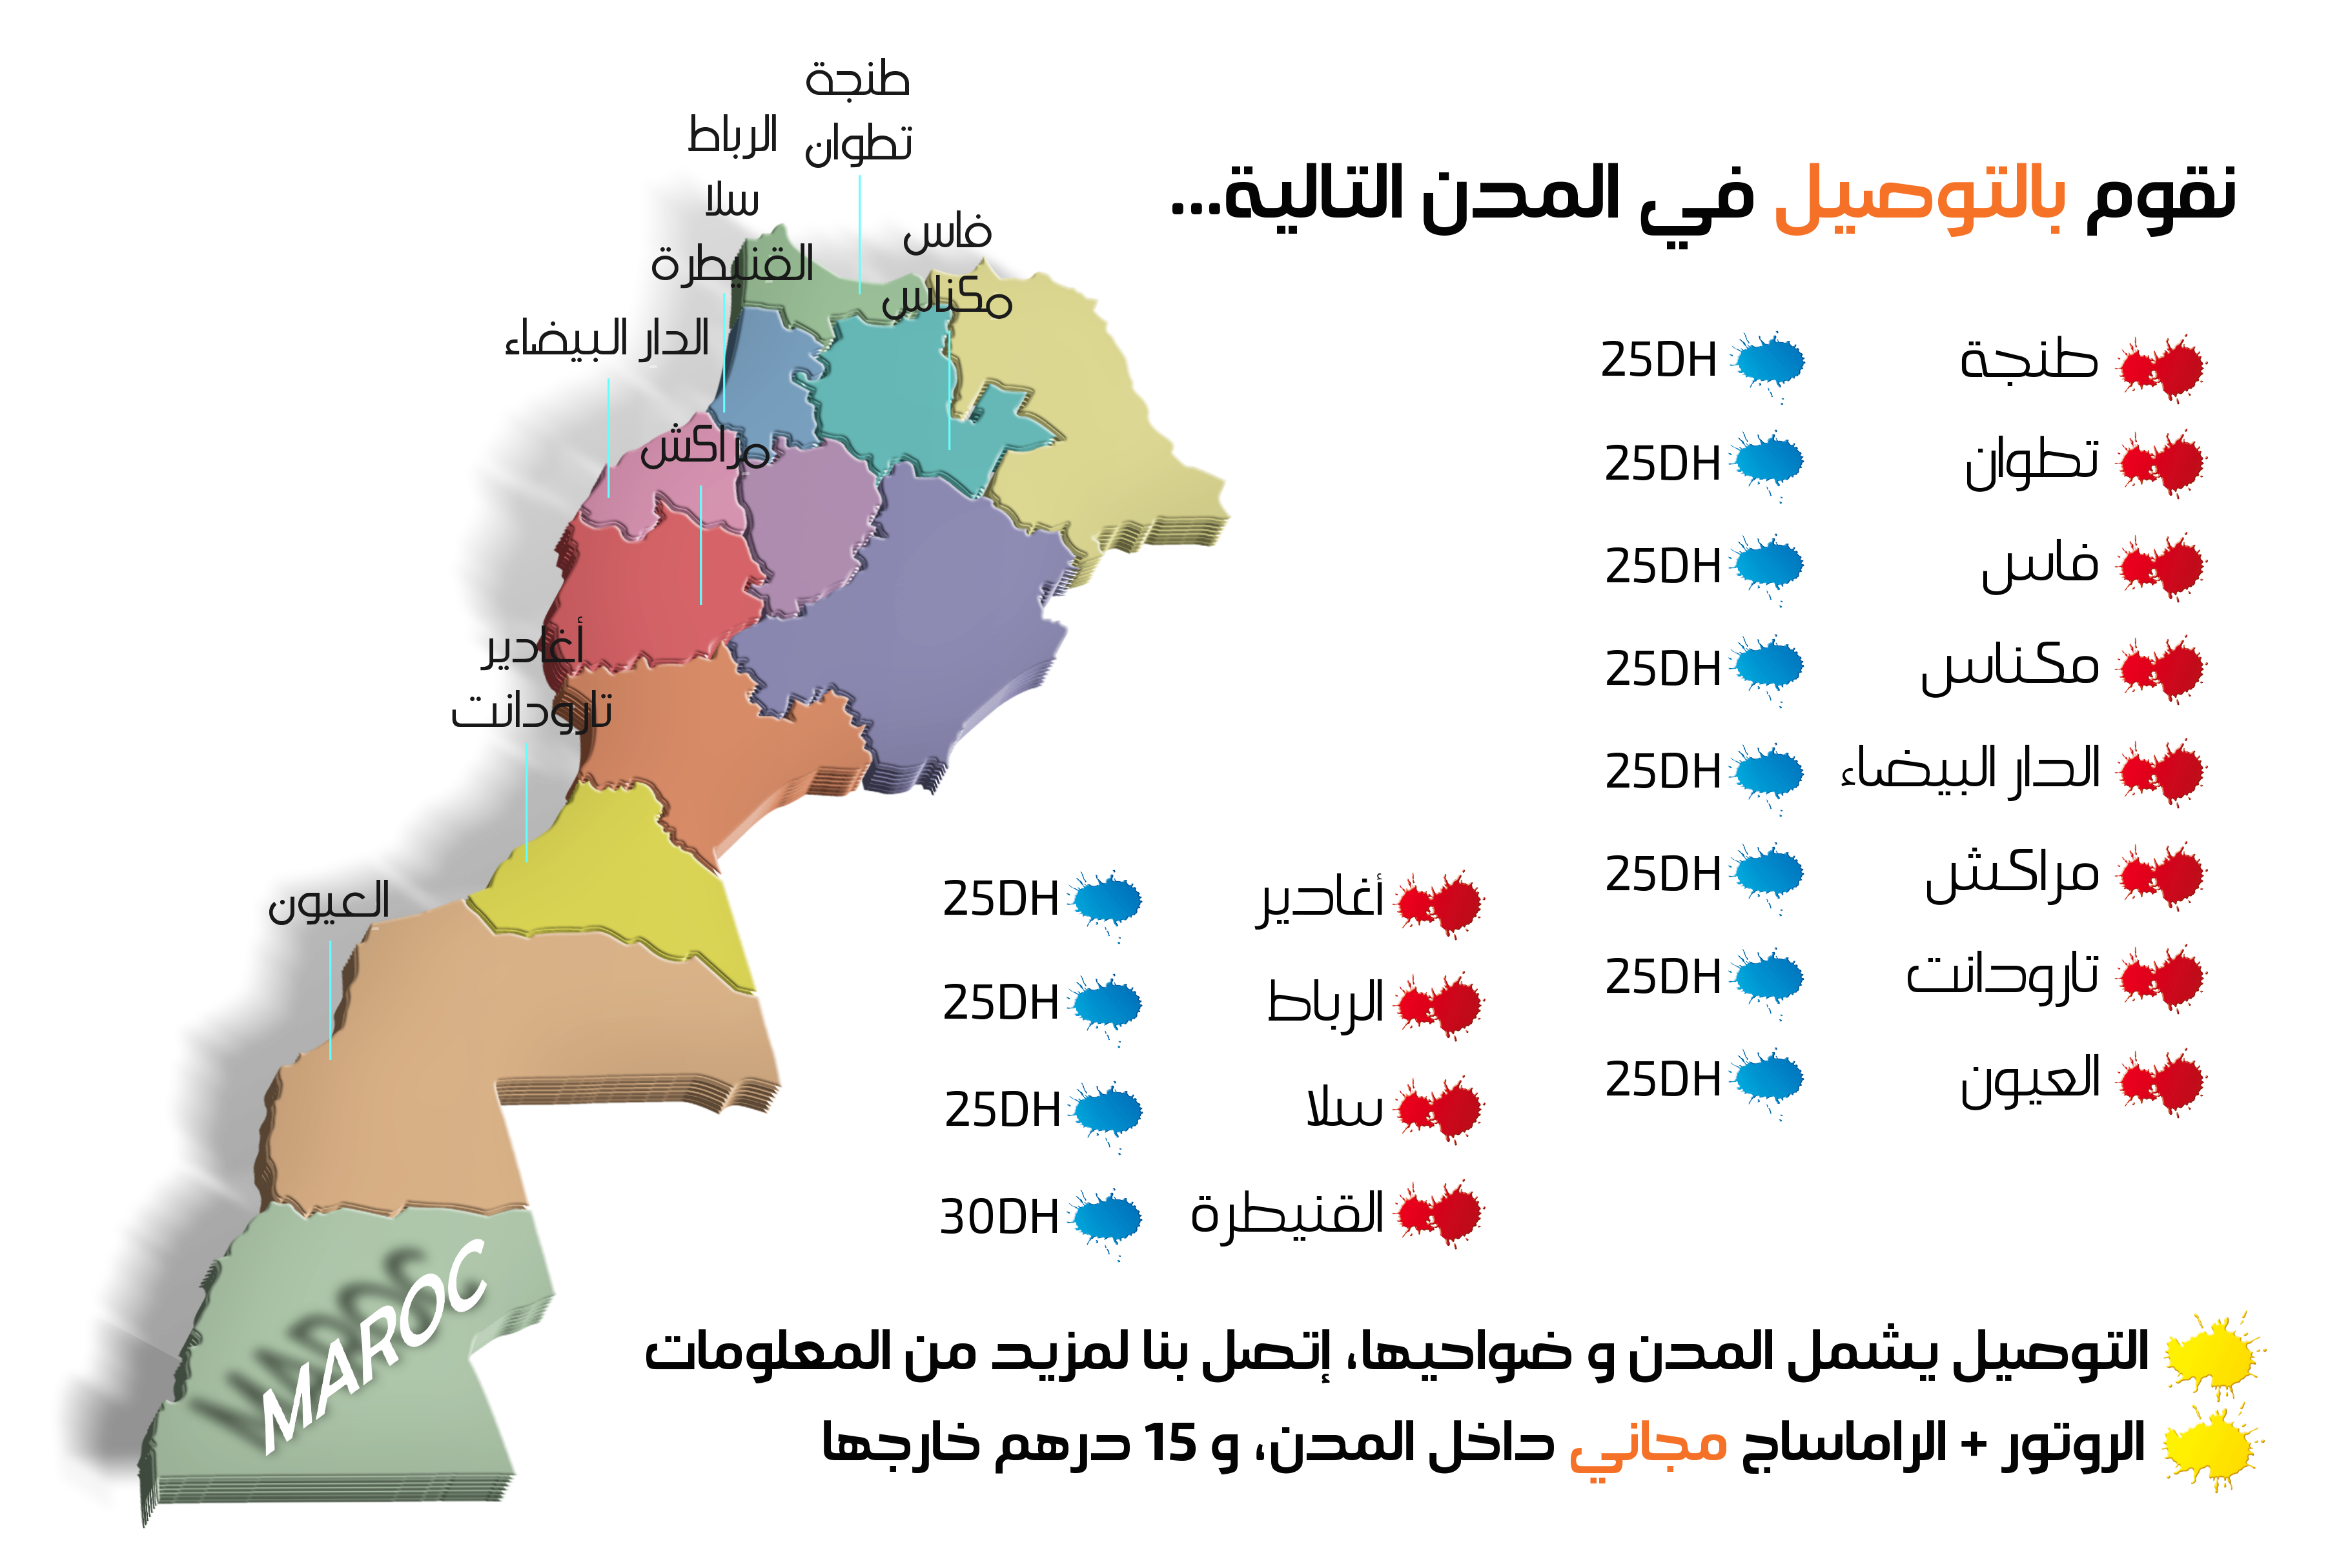 نقوم بالتوصيل في المدن التالية...
طنجة 25DH
تطوان 25DH
فاس 25DH
مكناس 25DH
الدار البيضاء 25DH
مراكش 25DH
تارودانت 25DH
العيون 25DH
أغادير 25DH
الرباط 25DH
سلا 25DH
القنيطرة 30DH
طنجة
تطوان
الرباط
سلا
القنيطرة
فاس
مكناس
الدار البيضاء
مراكش
أغادير
تارودانت
العيون
MAROC
التوصيل يشمل المدن و ضواحيها، إتصل بنا لمزيد من المعلومات
الروتور + الراماساج مجاني داخل المدن، و 15 درهم خارجها